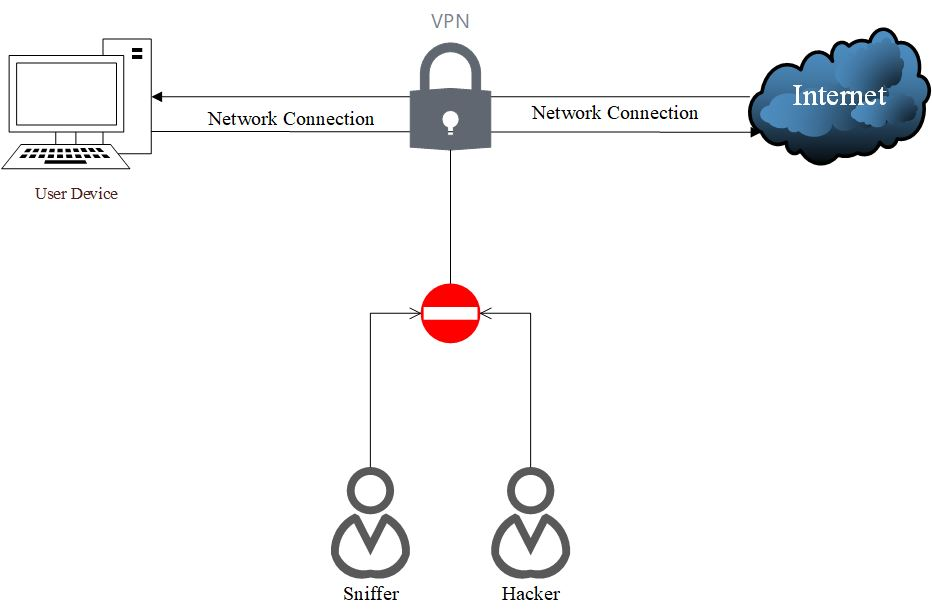 VPN
Internet
Network Connection
Network Connection
User Device
Sniffer
Hacker